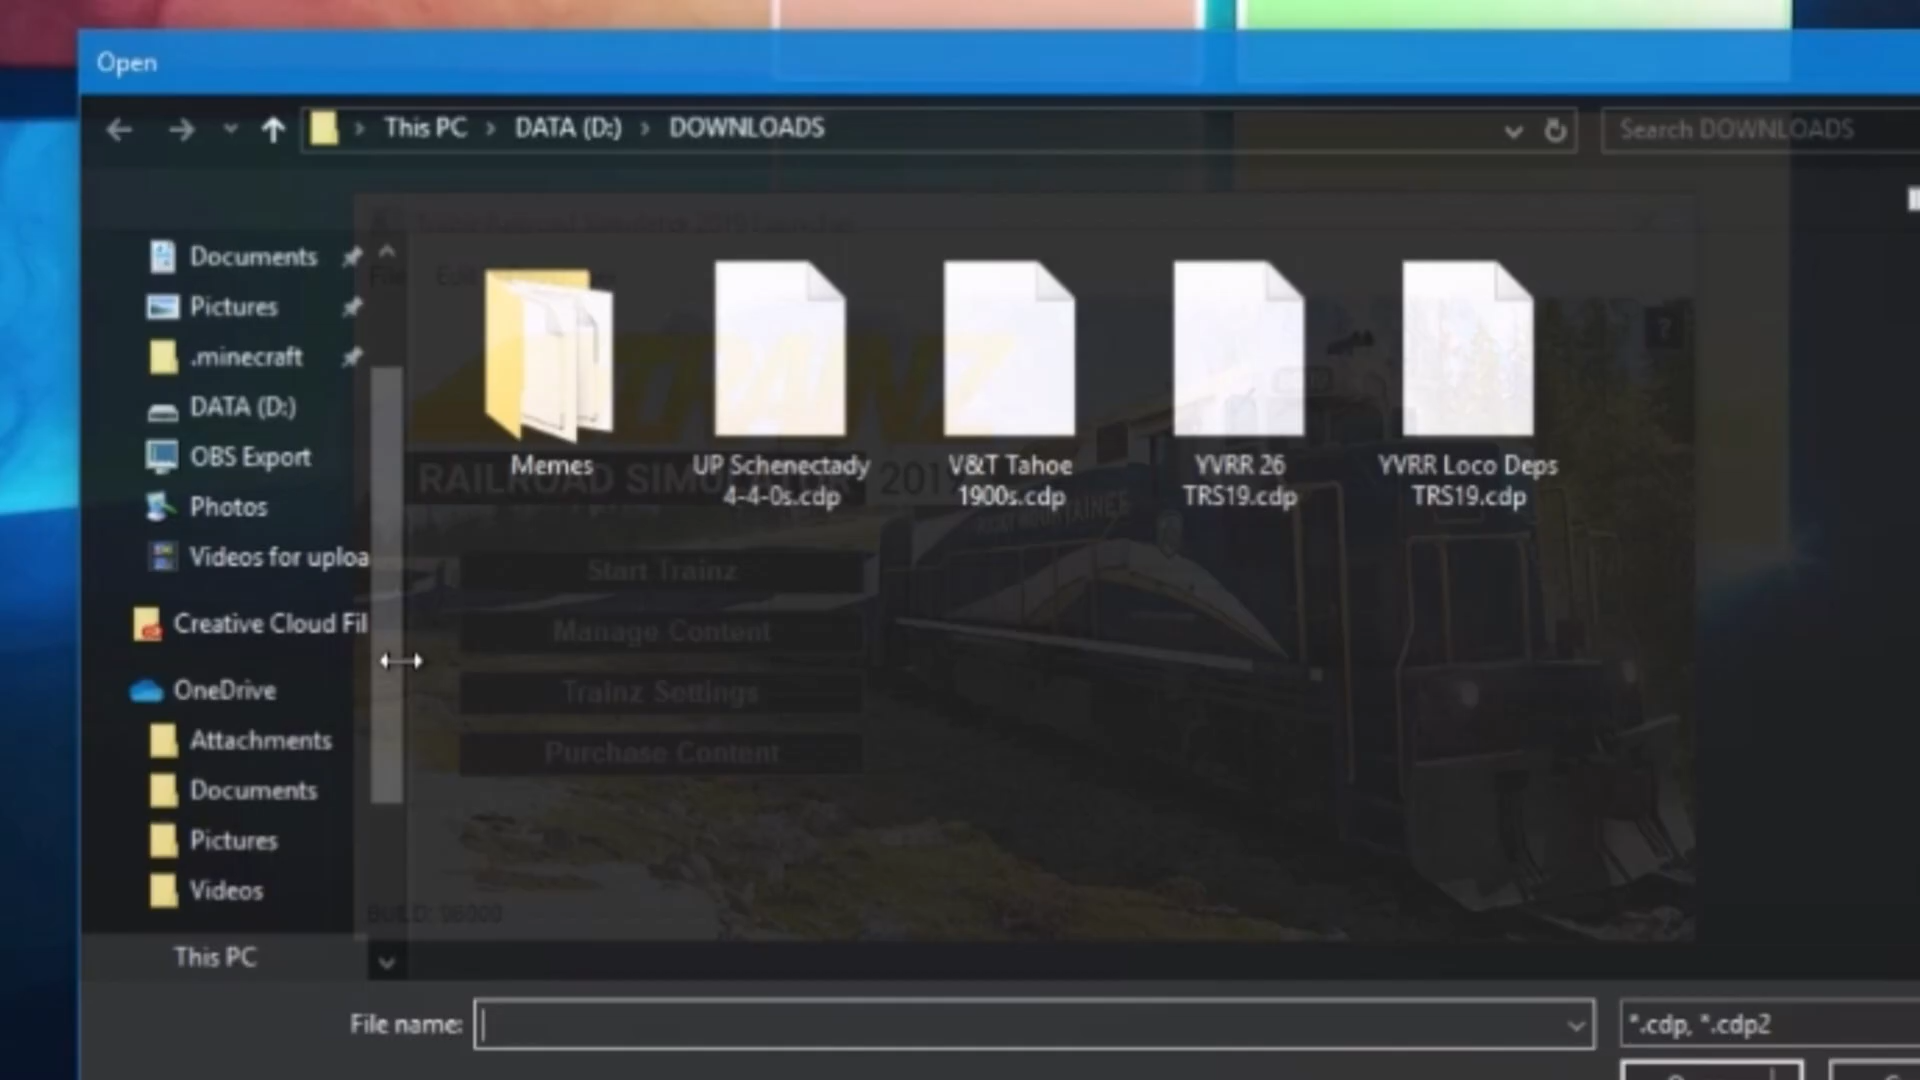 Open
This PC > DATA (D:) > DOWNLOADS
Search DOWNLOADS
Documents
Pictures
.minecraft
DATA (D:)
OBS Export
Photos
Videos for uploa
Creative Cloud Fil
OneDrive
Attachments
Documents
Pictures
Videos
This PC
Memes
UP Schenectady
4-4-0s.cdp
V&T Tahoe
1900s.cdp
YVRR 26
TRS19.cdp
YVRR Loco Deps
TRS19.cdp
File
TRAINZ
RAILROAD SIMULATOR 2019
Start Trainz
Manage Content
Trainz Settings
Purchase Content
File name:
*.cdp, *.cdp2